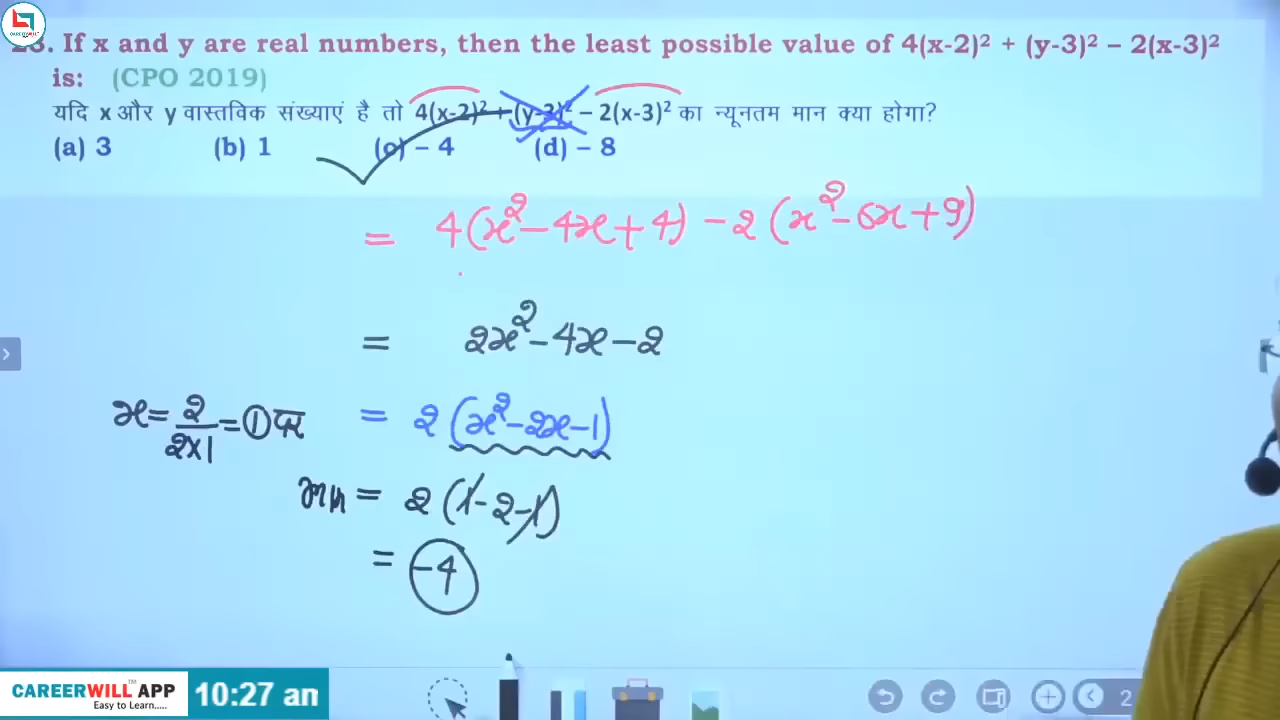 CAREERWILL
If x and y are real numbers, then the least possible value of 4(x-2)² + (y-3)² – 2(x-3)²
is: (CPO 2019)
यदि x और y वास्तविक संख्याएं है तो 4(x-2)² + (y-3)² – 2(x-3)² का न्यूनतम मान क्या होगा?
(a) 3 (b) 1 (c) – 4 (d) – 8
= 4(x²-4x+4) -2(x²-6x+9)
= 2x²-4x-2
x=2/2×1=1 पर = 2(x²-2x-1)
= 2(1-2-1)
= -4
CAREERWILL™ APP
Easy to Learn.....
10:27 am
2